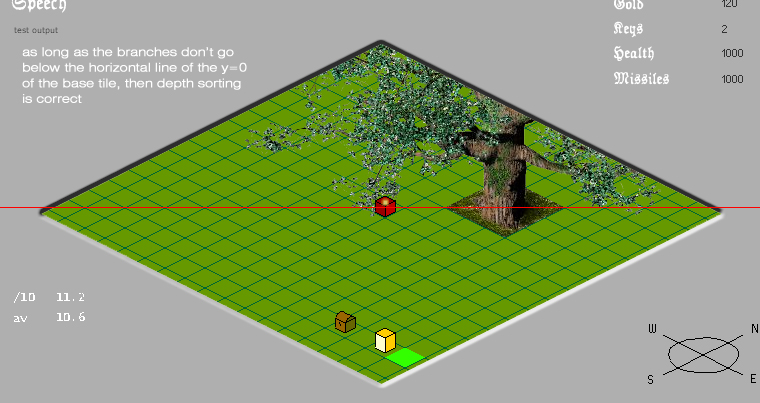 Speech
test output
as long as the branches don't go
below the horizontal line of the y=0
of the base tile, then depth sorting
is correct
Gold 120
Keys 2
Health 1000
Missiles 1000
/10 11.2
av 10.6
W N
S E